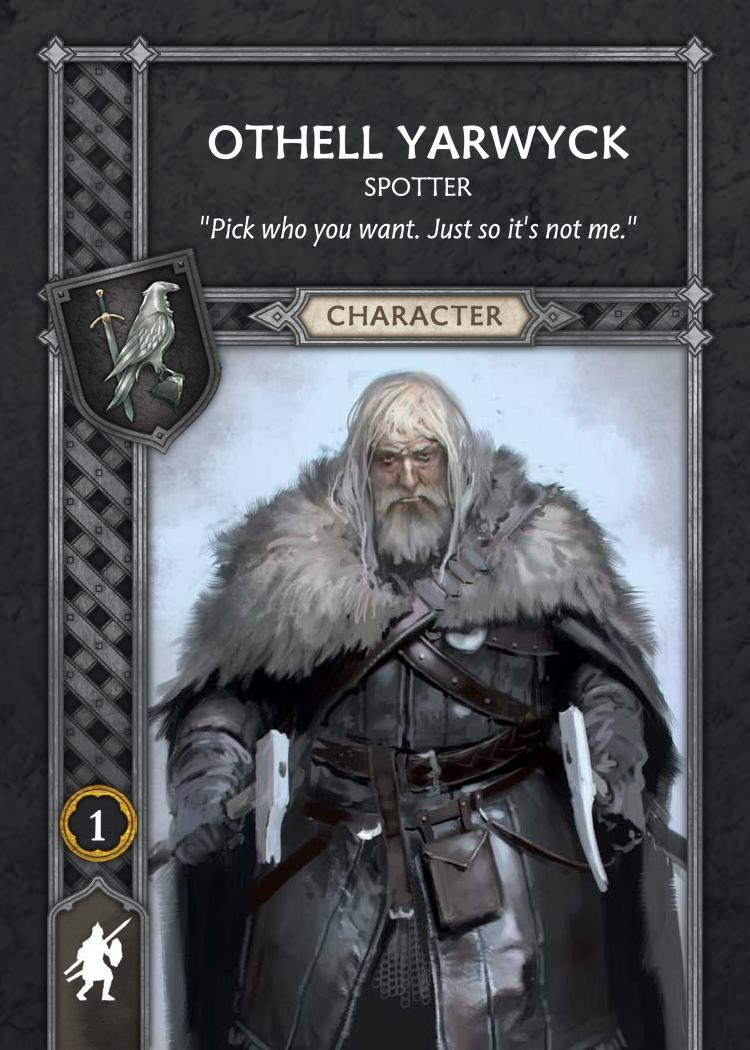 OTHELL YARWYCK
SPOTTER
"Pick who you want. Just so it's not me."
CHARACTER
1